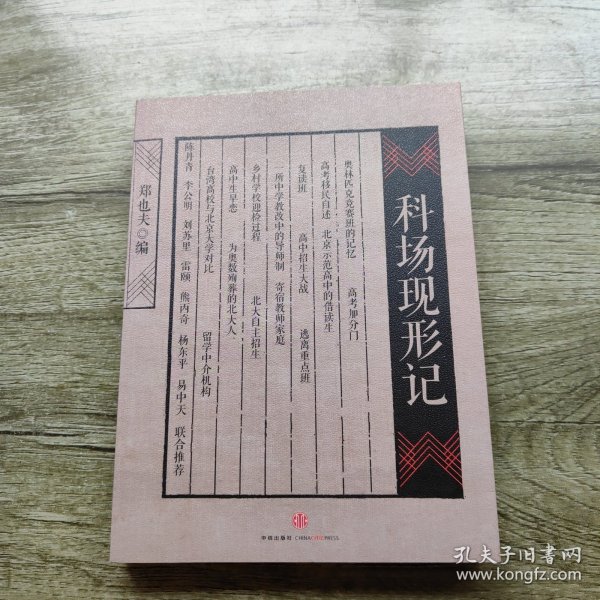 科场现形记
奥林匹克竞赛班的记忆 高考加分门
高考移民自述 北京示范高中的借读生
复读班 高中招生大战 逃离重点班
一所中学教改中的导师制 寄宿教师家庭
乡村学校迎检过程 北大自主招生
高中生早恋 为奥数殉葬的北大人
台湾高校与北京大学对比 留学中介机构
陈丹青 李公明 刘苏里 雷颐 熊丙奇 杨东平 易中天 联合推荐
郑也夫◎编
中信出版社 CHINACITICPRESS
孔夫子旧书网
www.kongfz.com